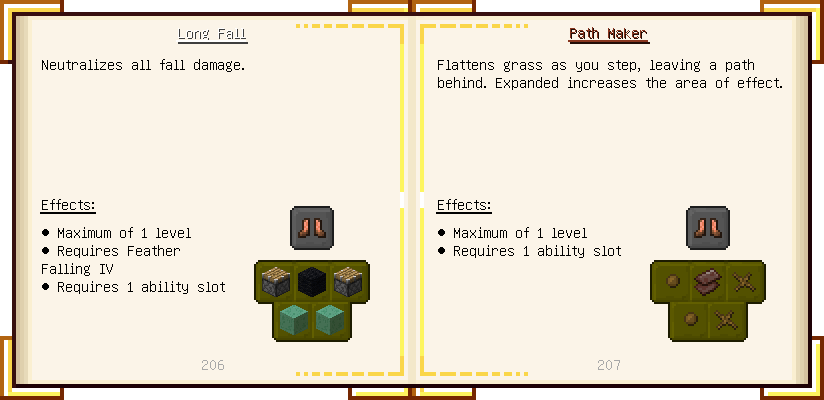 Long Fall
Neutralizes all fall damage.
Effects:
● Maximum of 1 level
● Requires Feather
Falling IV
● Requires 1 ability slot
206
Path Maker
Flattens grass as you step, leaving a path
behind. Expanded increases the area of effect.
Effects:
● Maximum of 1 level
● Requires 1 ability slot
207